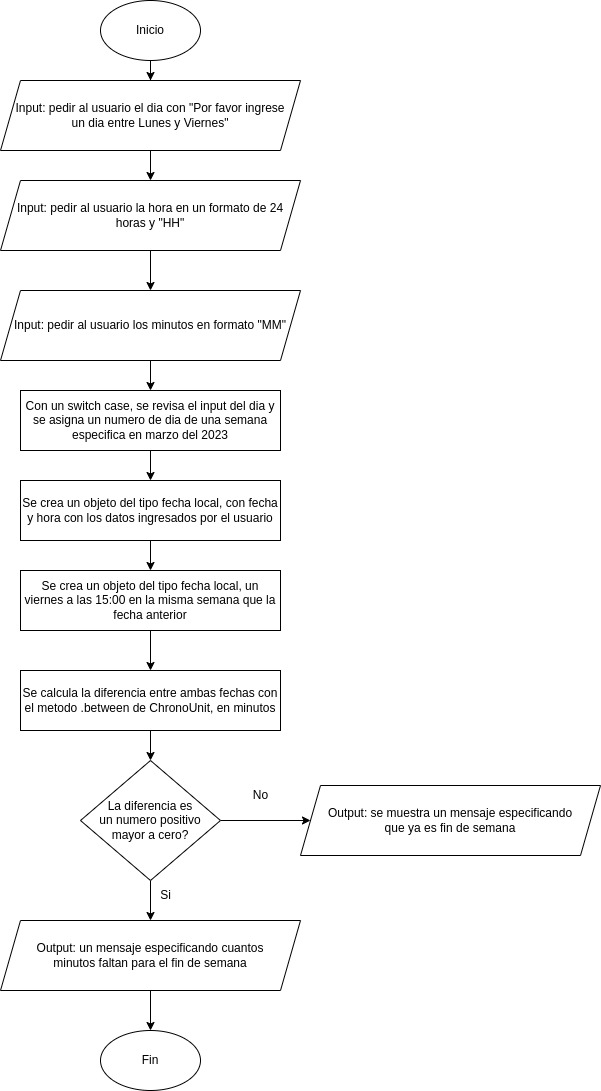 Inicio
Input: pedir al usuario el dia con "Por favor ingrese
un dia entre Lunes y Viernes"
Input: pedir al usuario la hora en un formato de 24
horas y "HH"
Input: pedir al usuario los minutos en formato "MM"
Con un switch case, se revisa el input del dia y
se asigna un numero de dia de una semana
especifica en marzo del 2023
Se crea un objeto del tipo fecha local, con fecha
y hora con los datos ingresados por el usuario
Se crea un objeto del tipo fecha local, un
viernes a las 15:00 en la misma semana que la
fecha anterior
Se calcula la diferencia entre ambas fechas con
el metodo .between de ChronoUnit, en minutos
La diferencia es
un numero positivo
mayor a cero?
No
Output: se muestra un mensaje especificando
que ya es fin de semana
Si
Output: un mensaje especificando cuantos
minutos faltan para el fin de semana
Fin